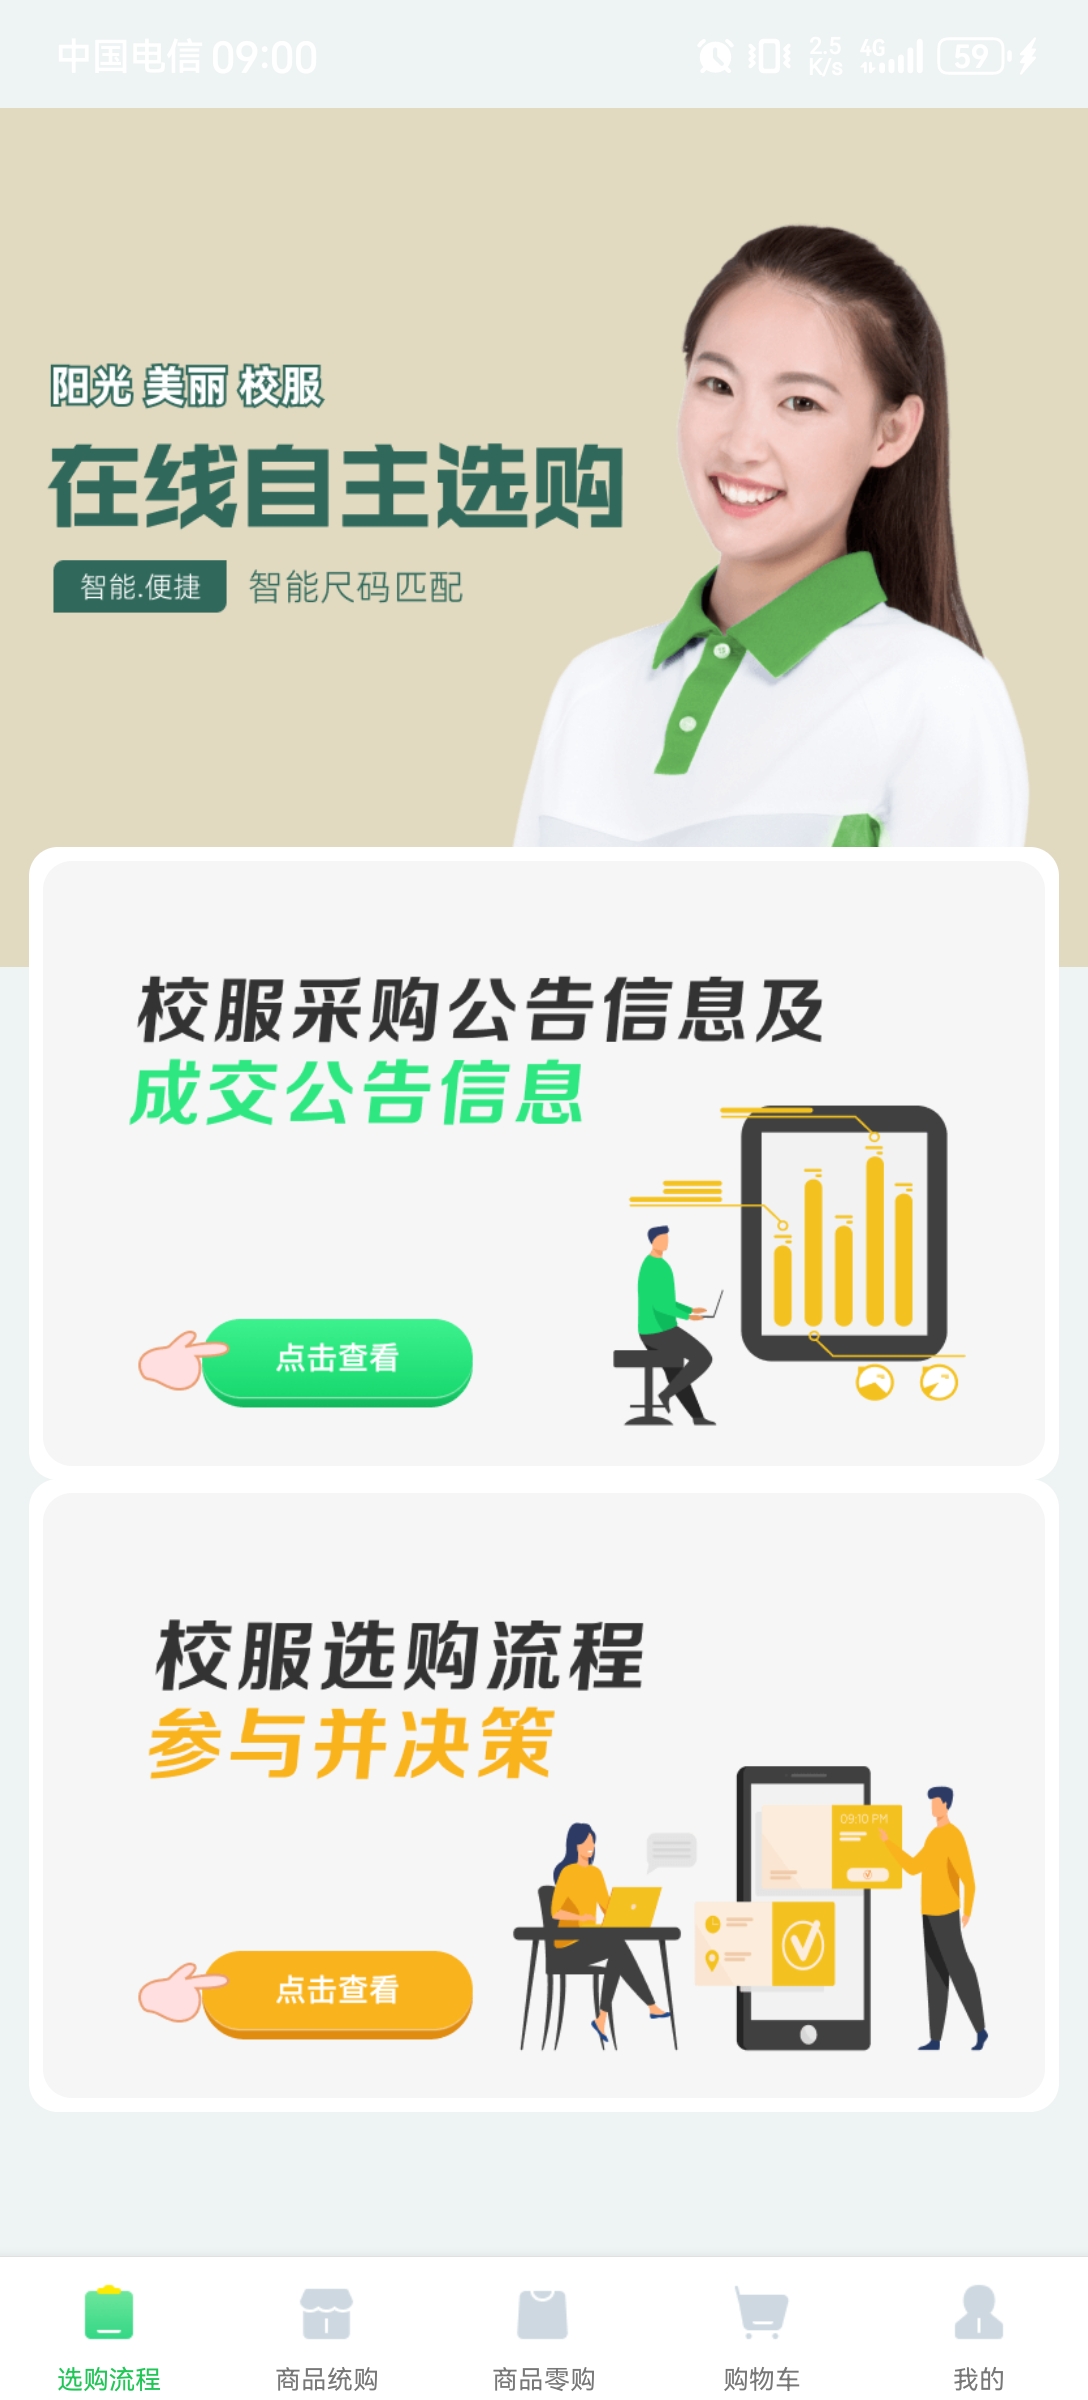 中国电信 09:00
2.5 K/s 4G 59
阳光 美丽 校服
在线自主选购
智能.便捷 智能尺码匹配
校服采购公告信息及
成交公告信息
点击查看
校服选购流程
参与并决策
09:10 PM
点击查看
选购流程 商品统购 商品零购 购物车 我的